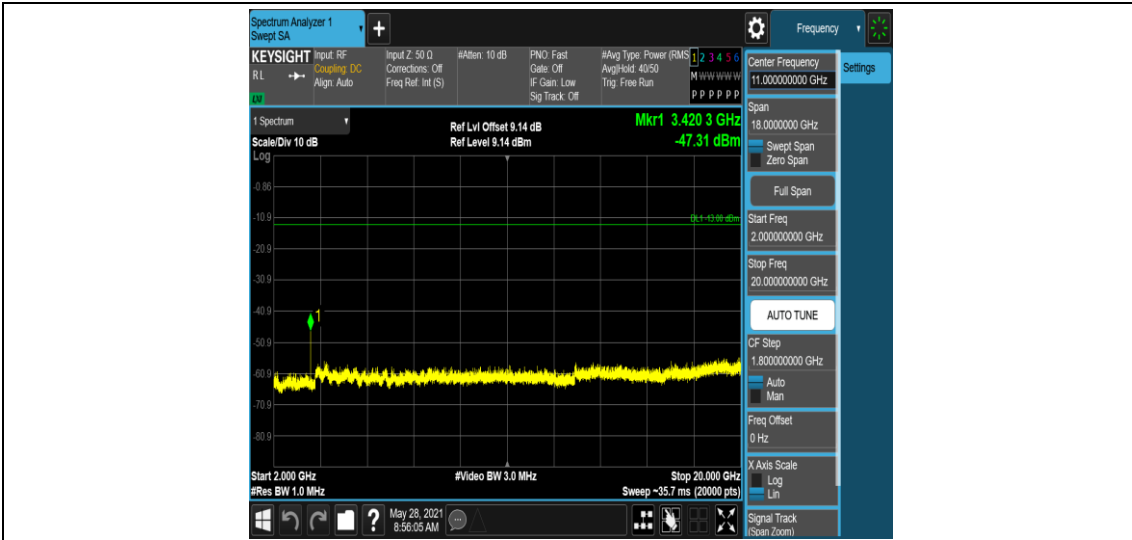 Spectrum Analyzer 1
Swept SA
Frequency
KEYSIGHT
RL
LNI
Input: RF
Coupling: DC
Align: Auto
Input Z: 50 Ω
Corrections: Off
Freq Ref: Int (S)
#Atten: 10 dB
PNO: Fast
Gate: Off
IF Gain: Low
Sig Track: Off
#Avg Type: Power (RMS
Avg|Hold: 40/50
Trig: Free Run
1 2 3 4 5 6
M W W W W W
P P P P P P
1 Spectrum
Scale/Div 10 dB
Log
Ref Lvl Offset 9.14 dB
Ref Level 9.14 dBm
Mkr1 3.420 3 GHz
-47.31 dBm
-0.86
-10.9
DL1 -13.00 dBm
-20.9
-30.9
-40.9
1
-50.9
-60.9
-70.9
-80.9
Start 2.000 GHz
#Res BW 1.0 MHz
#Video BW 3.0 MHz
Stop 20.000 GHz
Sweep ~35.7 ms (20000 pts)
Center Frequency
11.000000000 GHz
Settings
Span
18.0000000 GHz
Swept Span
Zero Span
Full Span
Start Freq
2.000000000 GHz
Stop Freq
20.000000000 GHz
AUTO TUNE
CF Step
1.800000000 GHz
Auto
Man
Freq Offset
0 Hz
X Axis Scale
Log
Lin
Signal Track
(Span Zoom)
?
May 28, 2021
8:56:05 AM